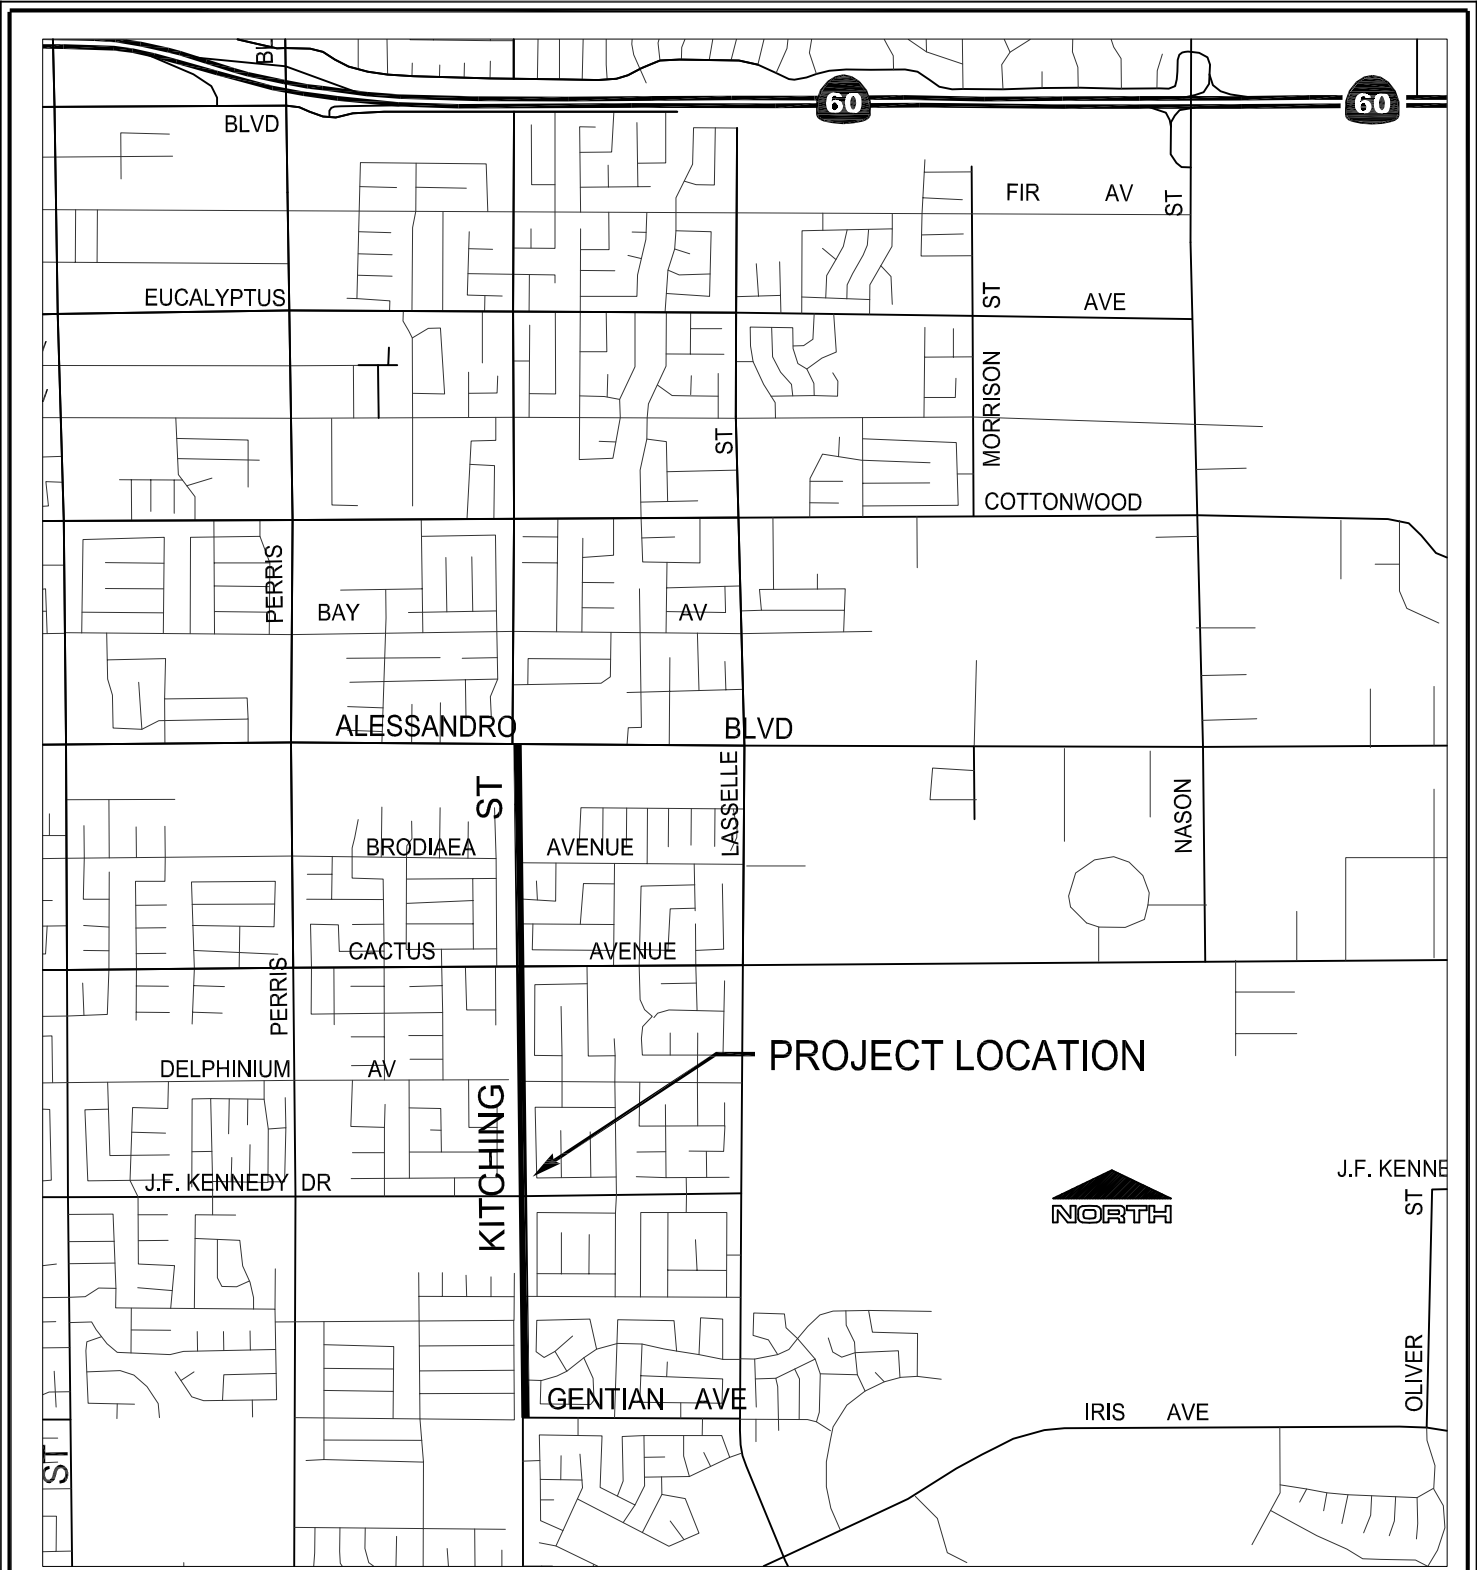 BL
60
60
BLVD
FIR AV
ST
EUCALYPTUS
ST
AVE
MORRISON
ST
COTTONWOOD
PERRIS
BAY
AV
ALESSANDRO
BLVD
ST
LASSELLE
NASON
BRODIAEA
AVENUE
CACTUS
AVENUE
PERRIS
PROJECT LOCATION
DELPHINIUM
AV
KITCHING
J.F. KENNEDY DR
J.F. KENNE
NORTH
ST
OLIVER
GENTIAN AVE
IRIS AVE
ST